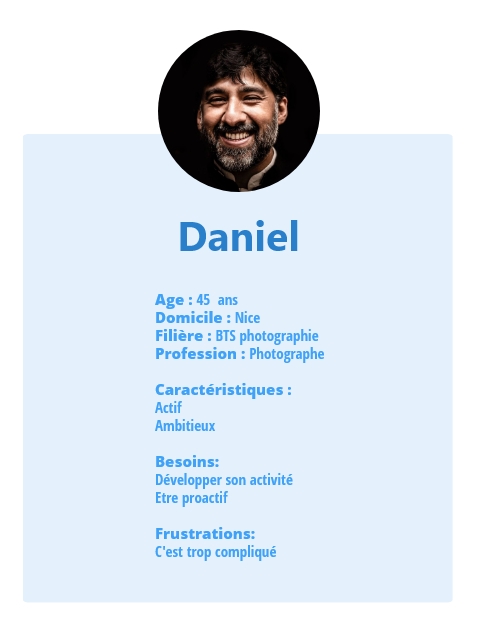 Daniel
Age : 45 ans
Domicile : Nice
Filière : BTS photographie
Profession : Photographe
Caractéristiques :
Actif
Ambitieux
Besoins:
Développer son activité
Etre proactif
Frustrations:
C'est trop compliqué